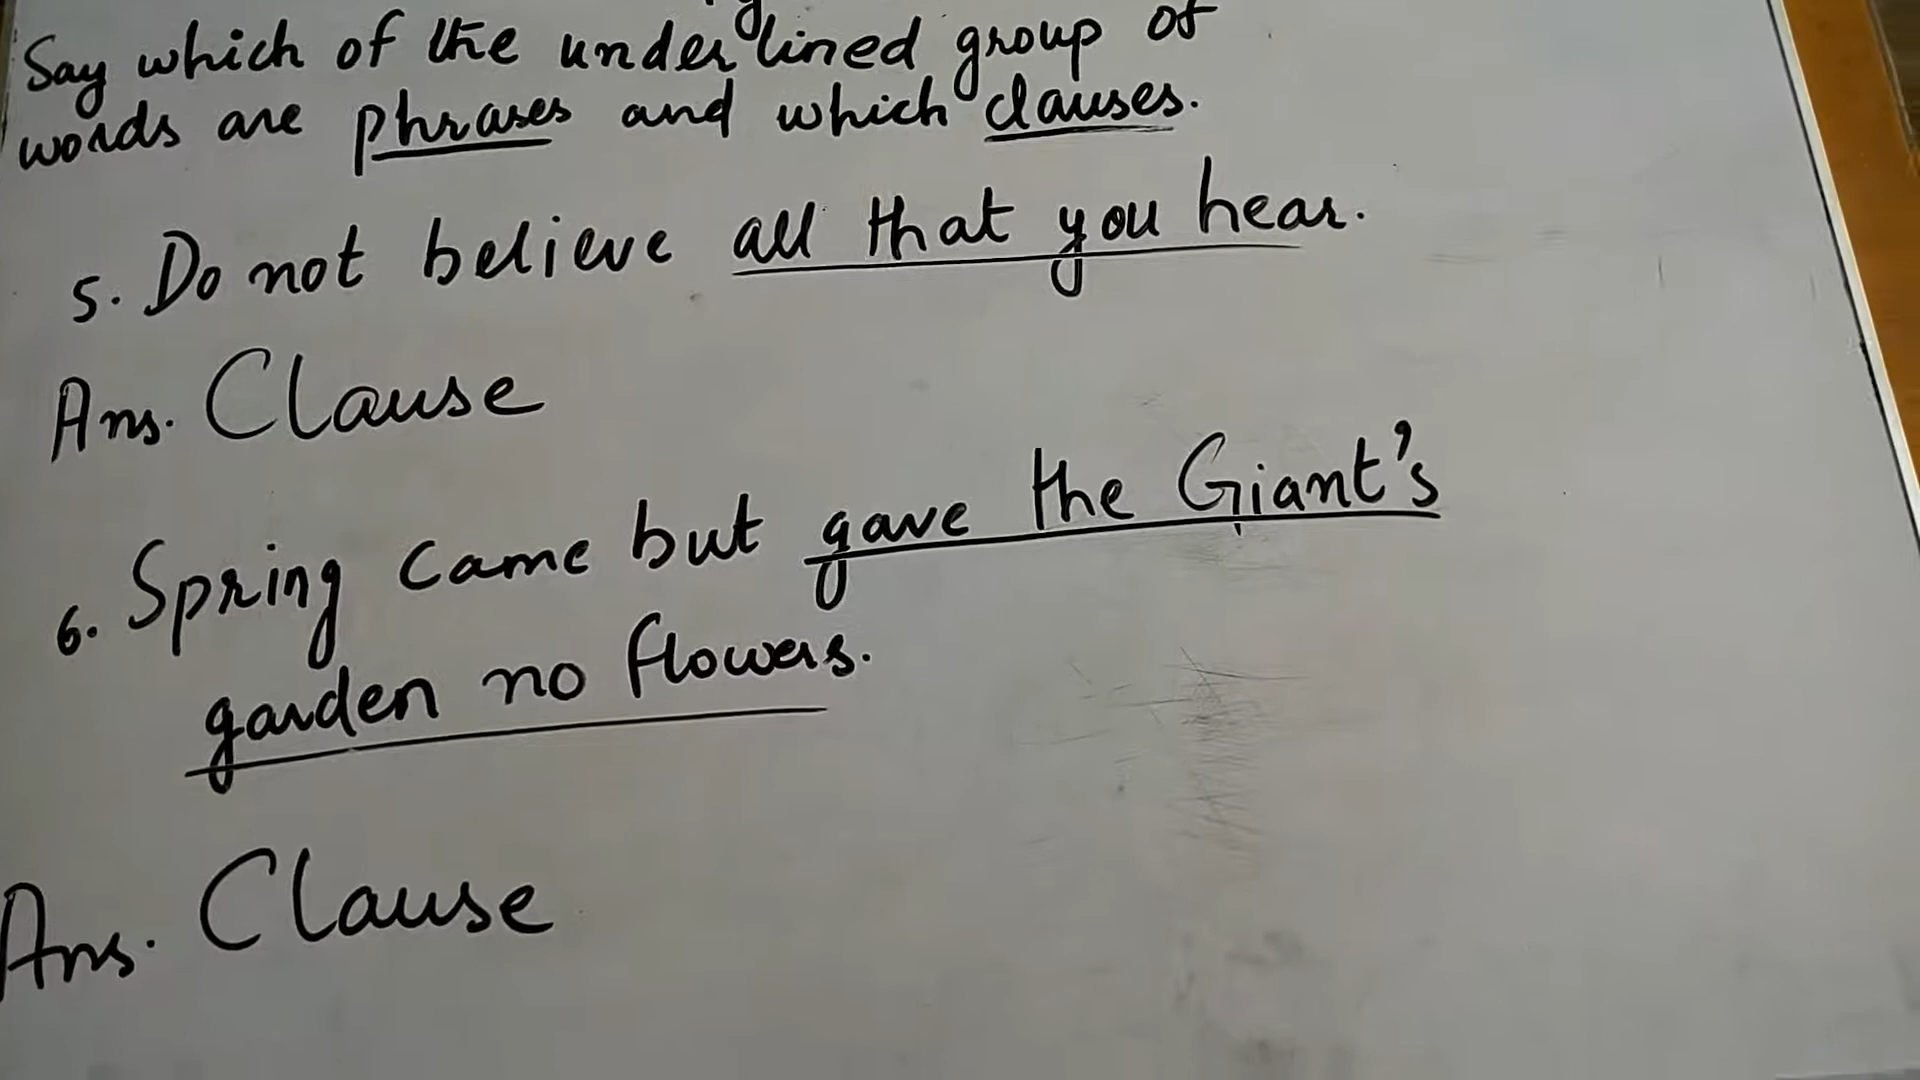 Say which of the underlined group of
words are phrases and which clauses.
5. Do not believe all that you hear.
Ans. Clause
6. Spring came but gave the Giant's
garden no flowers.
Ans. Clause